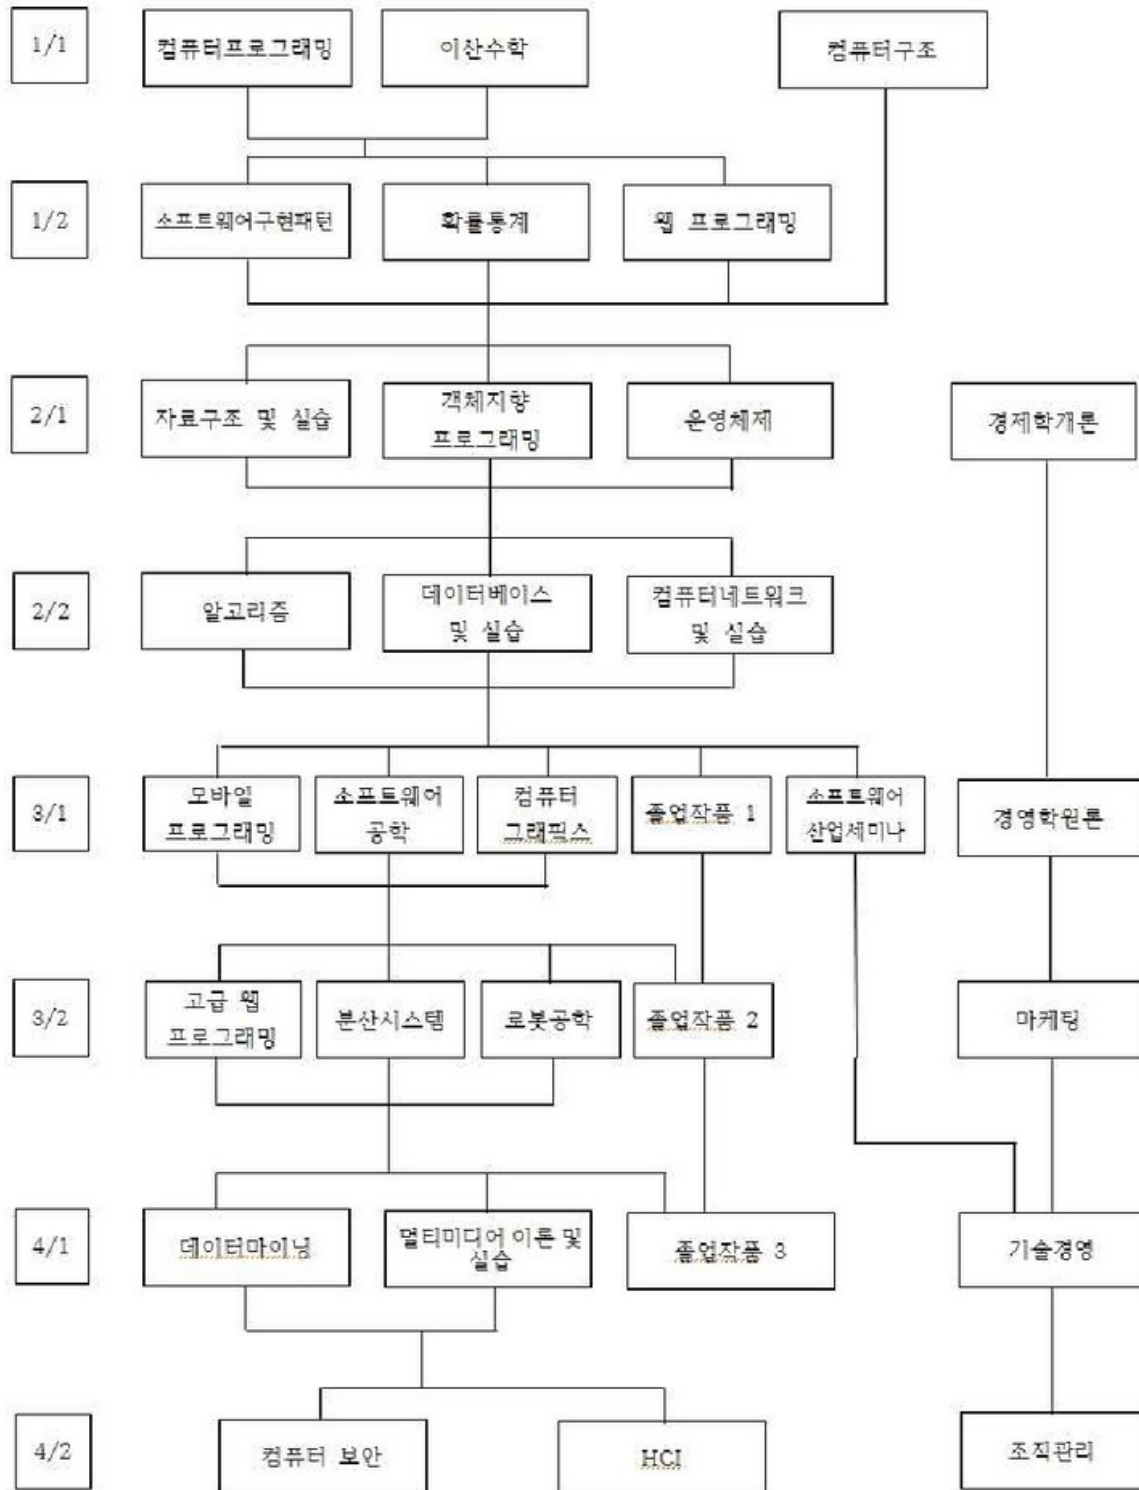 1/1
컴퓨터프로그래밍
이산수학
컴퓨터구조
1/2
소프트웨어구현패턴
확률통계
웹 프로그래밍
2/1
자료구조 및 실습
객체지향
프로그래밍
운영체제
경제학개론
2/2
알고리즘
데이터베이스
및 실습
컴퓨터네트워크
및 실습
3/1
모바일
프로그래밍
소프트웨어
공학
컴퓨터
그래픽스
졸업작품 1
소프트웨어
산업세미나
경영학원론
3/2
고급 웹
프로그래밍
분산시스템
로봇공학
졸업작품 2
마케팅
4/1
데이터마이닝
멀티미디어 이론 및
실습
졸업작품 3
기술경영
4/2
컴퓨터 보안
HCI
조직관리